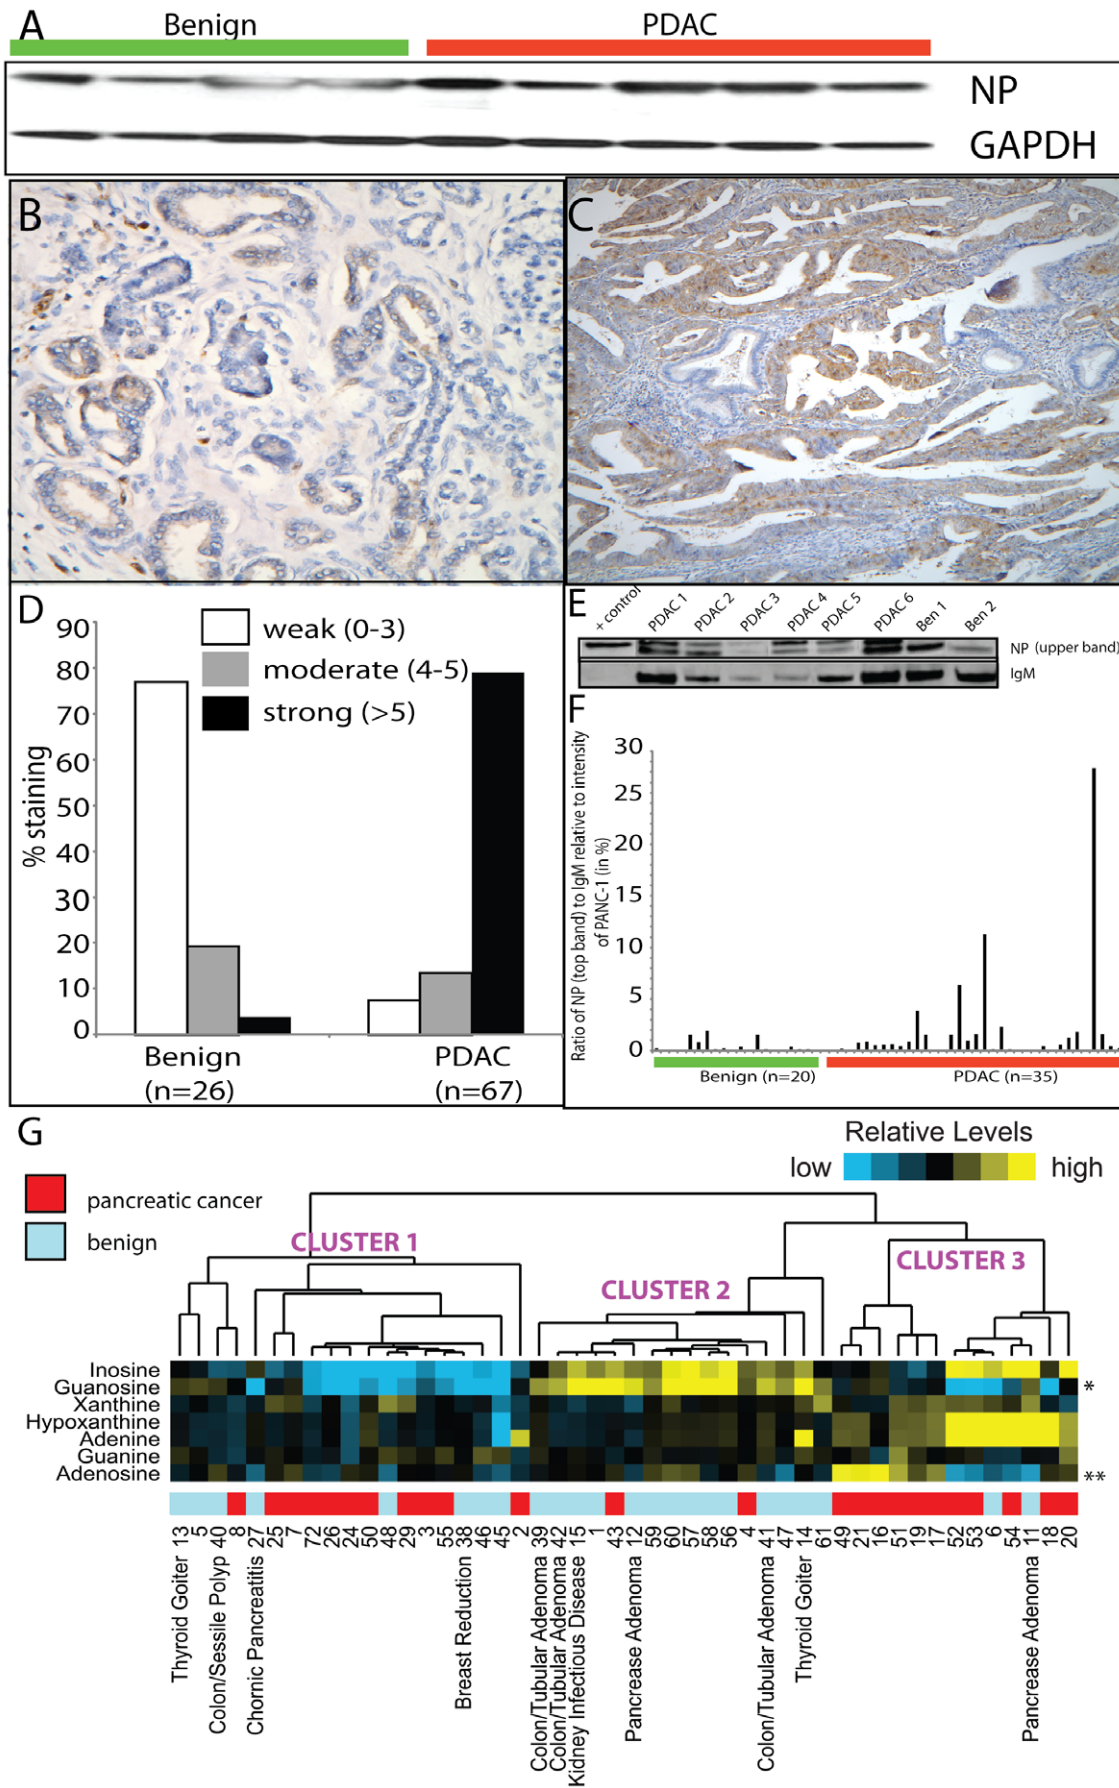 A
Benign
PDAC
NP
GAPDH
B
C
D
90
80
70
60
50
40
30
20
10
0
% staining
weak (0-3)
moderate (4-5)
strong (>5)
Benign
(n=26)
PDAC
(n=67)
E
+ control
PDAC 1
PDAC 2
PDAC 3
PDAC 4
PDAC 5
PDAC 6
Ben 1
Ben 2
NP (upper band)
IgM
F
Ratio of NP (top band) to IgM relative to intensity
of PANC-1 (in %)
30
25
20
15
10
5
0
Benign (n=20)
PDAC (n=35)
G
Relative Levels
low
high
pancreatic cancer
benign
CLUSTER 1
CLUSTER 2
CLUSTER 3
Inosine
Guanosine
*
Xanthine
Hypoxanthine
Adenine
Guanine
Adenosine
**
Thyroid Goiter 13
5
Colon/Sessile Polyp 40
8
Chornic Pancreatitis 27
25
7
72
26
24
50
48
29
3
55
Breast Reduction 38
46
45
2
Colon/Tubular Adenoma 39
Colon/Tubular Adenoma 42
Kidney Infectious Disease 15
1
43
Pancrease Adenoma 12
59
60
57
58
56
4
Colon/Tubular Adenoma 41
47
Thyroid Goiter 14
61
49
21
16
51
19
17
52
53
6
54
Pancrease Adenoma 11
18
20